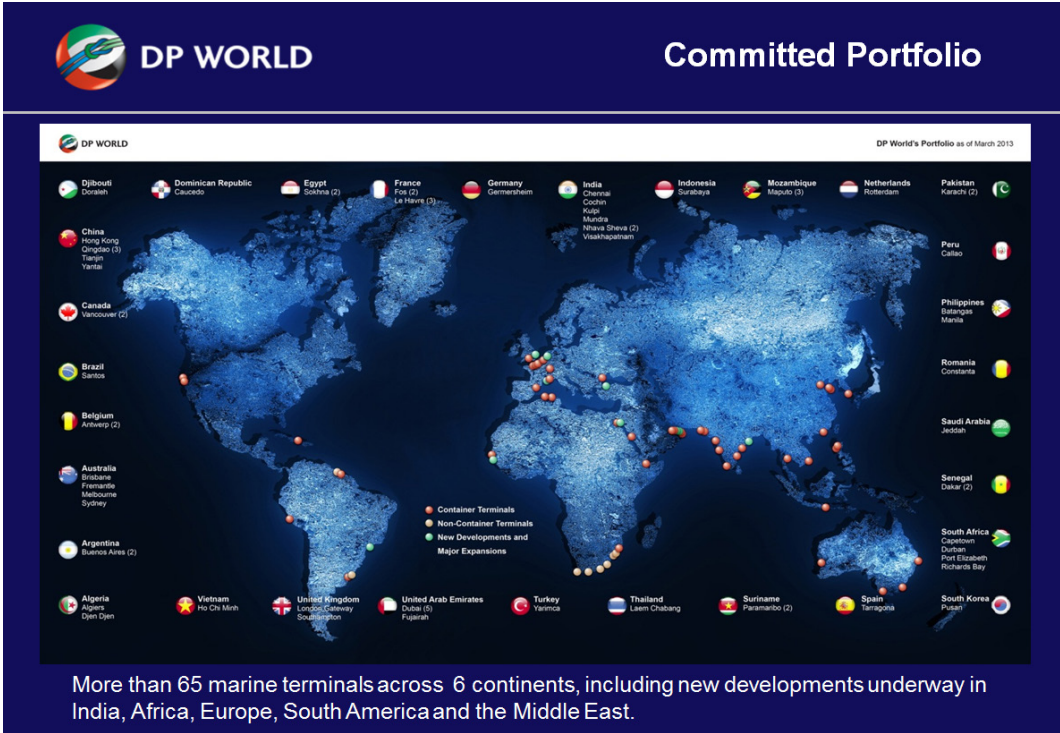 DP WORLD
Committed Portfolio
DP WORLD
DP World's Portfolio as of March 2013
Djibouti
Doraleh
Dominican Republic
Caucedo
Egypt
Sokhna (2)
France
Fos (2)
Le Havre (3)
Germany
Germersheim
India
Chennai
Cochin
Kulpi
Mundra
Nhava Sheva (2)
Visakhapatnam
Indonesia
Surabaya
Mozambique
Maputo (3)
Netherlands
Rotterdam
Pakistan
Karachi (2)
China
Hong Kong
Qingdao (3)
Tianjin
Yantai
Canada
Vancouver (2)
Brazil
Santos
Belgium
Antwerp (2)
Australia
Brisbane
Fremantle
Melbourne
Sydney
Argentina
Buenos Aires (2)
Peru
Callao
Philippines
Batangas
Manila
Romania
Constanta
Saudi Arabia
Jeddah
Senegal
Dakar (2)
South Africa
Capetown
Durban
Port Elizabeth
Richards Bay
Container Terminals
Non-Container Terminals
New Developments and
Major Expansions
Algeria
Algiers
Djen Djen
Vietnam
Ho Chi Minh
United Kingdom
London Gateway
Southampton
United Arab Emirates
Dubai (5)
Fujairah
Turkey
Yarimca
Thailand
Laem Chabang
Suriname
Paramaribo (2)
Spain
Tarragona
South Korea
Pusan
More than 65 marine terminals across 6 continents, including new developments underway in
India, Africa, Europe, South America and the Middle East.